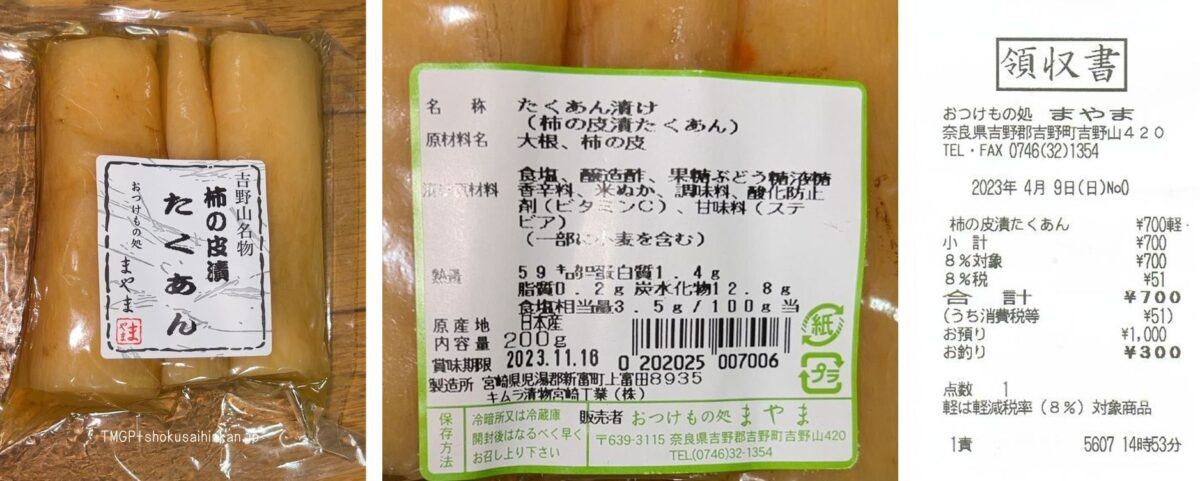 吉野山名物
柿の皮漬
たくあん
おつけもの処 まやま
まやま
TMGP+shokusaihinkan.jp
名 称 たくあん漬け
（柿の皮漬たくあん）
原材料名 大根、柿の皮
食塩、醸造酢、果糖ぶどう糖液糖
漬け原材料 香辛料、米ぬか、調味料、酸化防止
剤（ビタミンC）、甘味料（ステ
ビア）
（一部に小麦を含む）
熱量 59 蛋白質1.4g
脂質0.2g 炭水化物12.8g
食塩相当量3.5g/100g 当
原産地 日本産
内容量 200g
賞味期限 2023.11.16
0 202025 007006
製造所 宮崎県児湯郡新富町上富田8935
キムラ漬物宮崎工業（株）
紙
プラ
保存方法 冷暗所又は冷蔵庫
開封後はなるべく早く
お召し上り下さい
販売者 おつけもの処 まやま
〒639-3115 奈良県吉野郡吉野町吉野山420
TEL(0746)32-1354
領収書
おつけもの処 まやま
奈良県吉野郡吉野町吉野山420
TEL・FAX 0746(32)1354
2023年 4月 9日(日)No0
柿の皮漬たくあん ¥700軽
小 計 ¥700
8%対象 ¥700
8%税 ¥51
合 計 ¥700
(うち消費税等 ¥51)
お預り ¥1,000
お釣り ¥300
点数 1
軽は軽減税率（8%）対象商品
1責 5607 14時53分